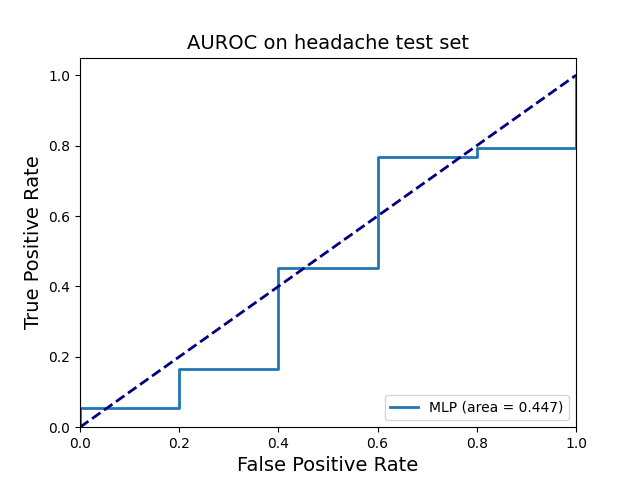 AUROC on headache test set
True Positive Rate
1.0
0.8
0.6
0.4
0.2
0.0
MLP (area = 0.447)
0.0 0.2 0.4 0.6 0.8 1.0
False Positive Rate